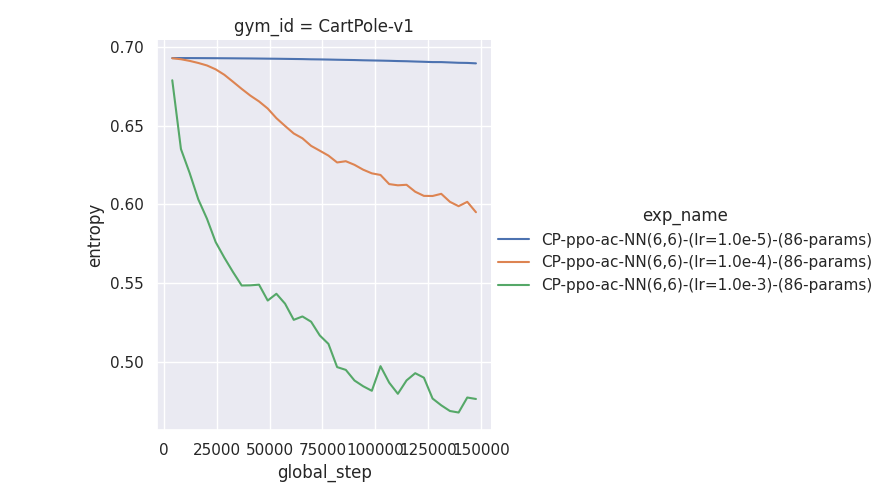 gym_id = CartPole-v1
0.70
0.65
0.60
0.55
0.50
entropy
0
25000
50000
75000
100000
125000
150000
global_step
exp_name
CP-ppo-ac-NN(6,6)-(lr=1.0e-5)-(86-params)
CP-ppo-ac-NN(6,6)-(lr=1.0e-4)-(86-params)
CP-ppo-ac-NN(6,6)-(lr=1.0e-3)-(86-params)